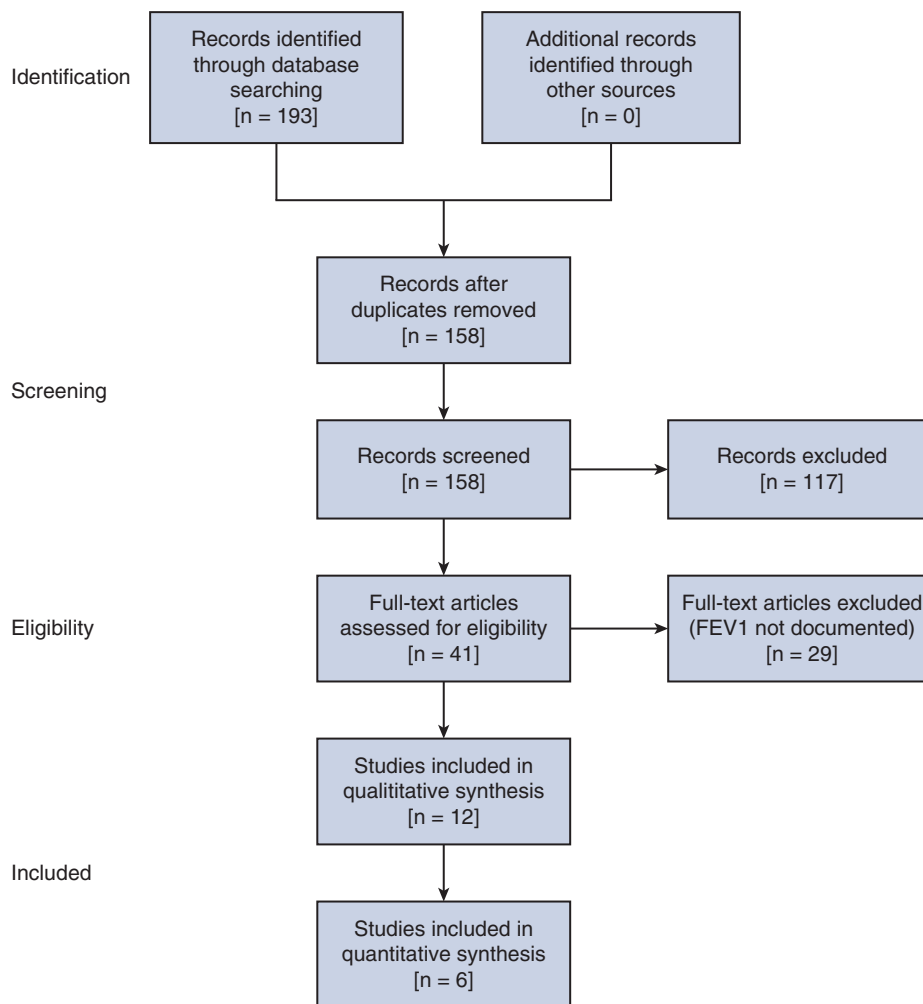 Identification
Records identified
through database
searching
[n = 193]
Additional records
identified through
other sources
[n = 0]
Records after
duplicates removed
[n = 158]
Screening
Records screened
[n = 158]
Records excluded
[n = 117]
Eligibility
Full-text articles
assessed for eligibility
[n = 41]
Full-text articles excluded
(FEV1 not documented)
[n = 29]
Studies included in
qualititative synthesis
[n = 12]
Included
Studies included in
quantitative synthesis
[n = 6]